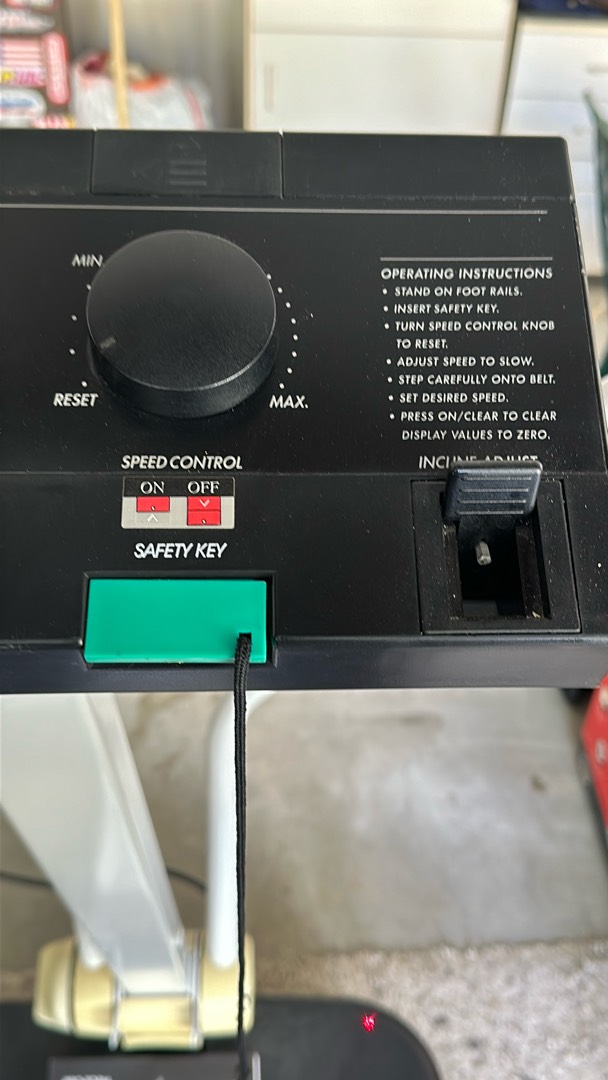 MIN.
RESET
MAX.
SPEED CONTROL
OPERATING INSTRUCTIONS
• STAND ON FOOT RAILS.
• INSERT SAFETY KEY.
• TURN SPEED CONTROL KNOB
TO RESET.
• ADJUST SPEED TO SLOW.
• STEP CAREFULLY ONTO BELT.
• SET DESIRED SPEED.
• PRESS ON/CLEAR TO CLEAR
DISPLAY VALUES TO ZERO.
INCLINE ADJUST
ON OFF
SAFETY KEY